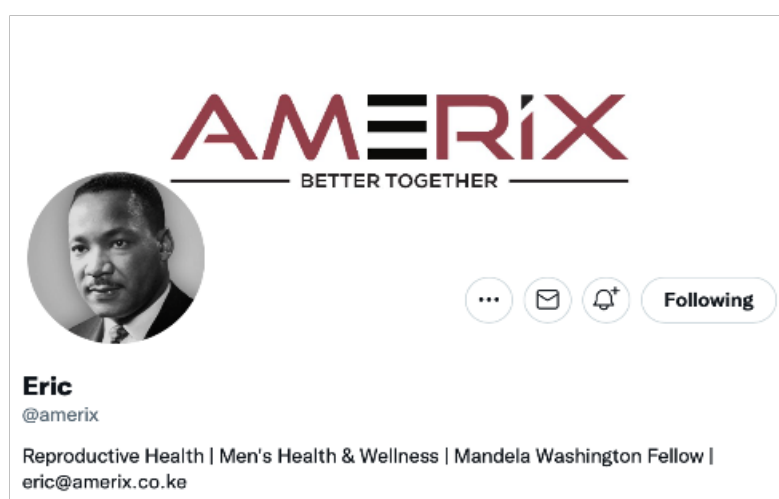 AMERiX
BETTER TOGETHER
Following
Eric
@amerix
Reproductive Health | Men's Health & Wellness | Mandela Washington Fellow |
eric@amerix.co.ke